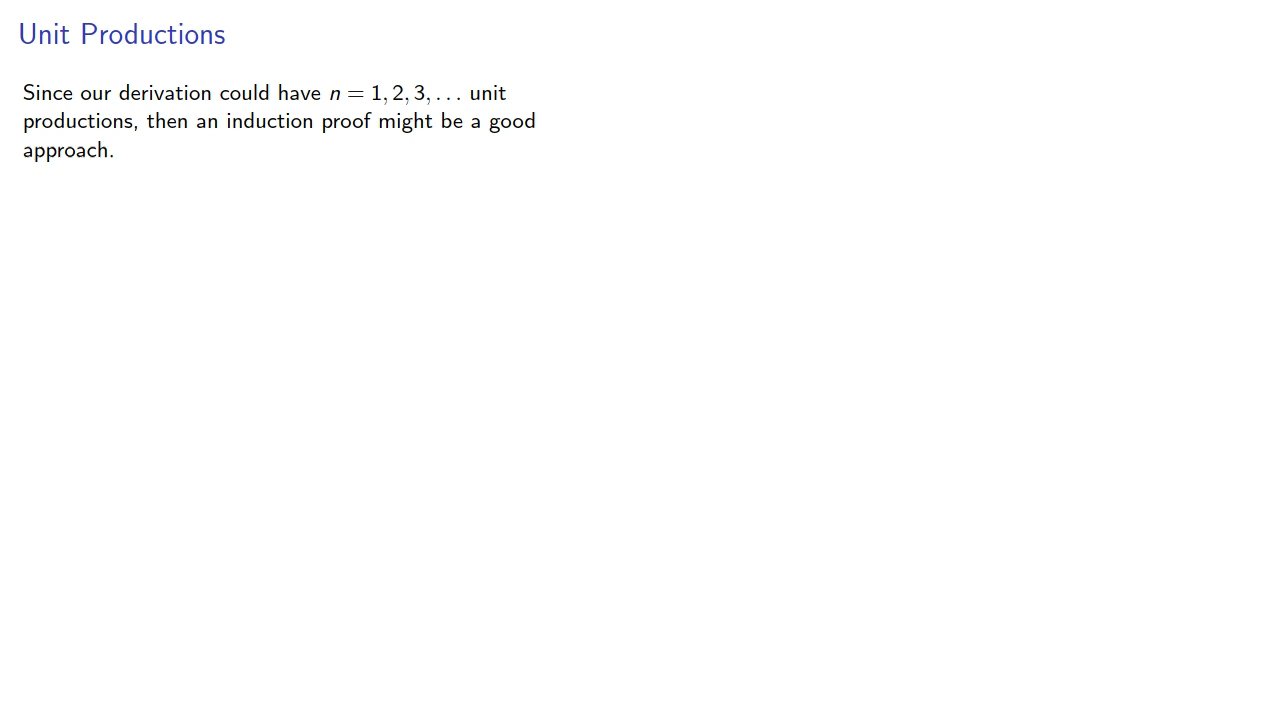 Unit Productions
Since our derivation could have n = 1, 2, 3, . . . unit
productions, then an induction proof might be a good
approach.